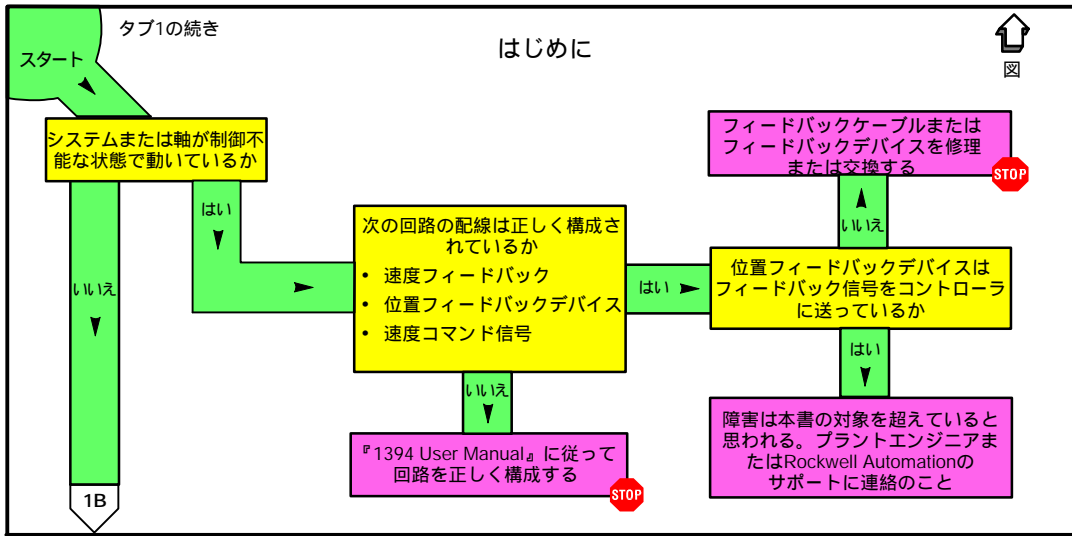 タブ1の続き
はじめに
図
スタート
システムまたは軸が制御不
能な状態で動いているか
はい
いいえ
1B
次の回路の配線は正しく構成さ
れているか
• 速度フィードバック
• 位置フィードバックデバイス
• 速度コマンド信号
いいえ
『1394 User Manual』に従って
回路を正しく構成する
STOP
はい
位置フィードバックデバイスは
フィードバック信号をコントローラ
に送っているか
いいえ
フィードバックケーブルまたは
フィードバックデバイスを修理
または交換する
STOP
はい
障害は本書の対象を超えていると
思われる。プラントエンジニアま
たはRockwell Automationの
サポートに連絡のこと